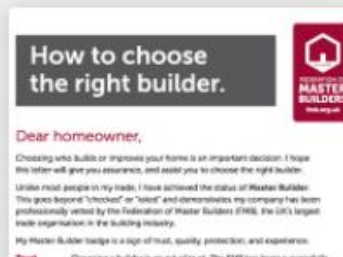 How to choose
the right builder.
FEDERATION OF
MASTER
BUILDERS
fmb.org.uk
Dear homeowner,
Choosing who builds or improves your home is an important decision. I hope
this letter will give you assurance, and assist you to choose the right builder.
Unlike most people in my trade, I have achieved the status of Master Builder.
This goes beyond "checked" or "rated" and demonstrates my company has been
professionally vetted by the Federation of Master Builders (FMB), the UK's largest
trade organisation in the building industry.
My Master Builder badge is a sign of trust, quality, protection, and experience.